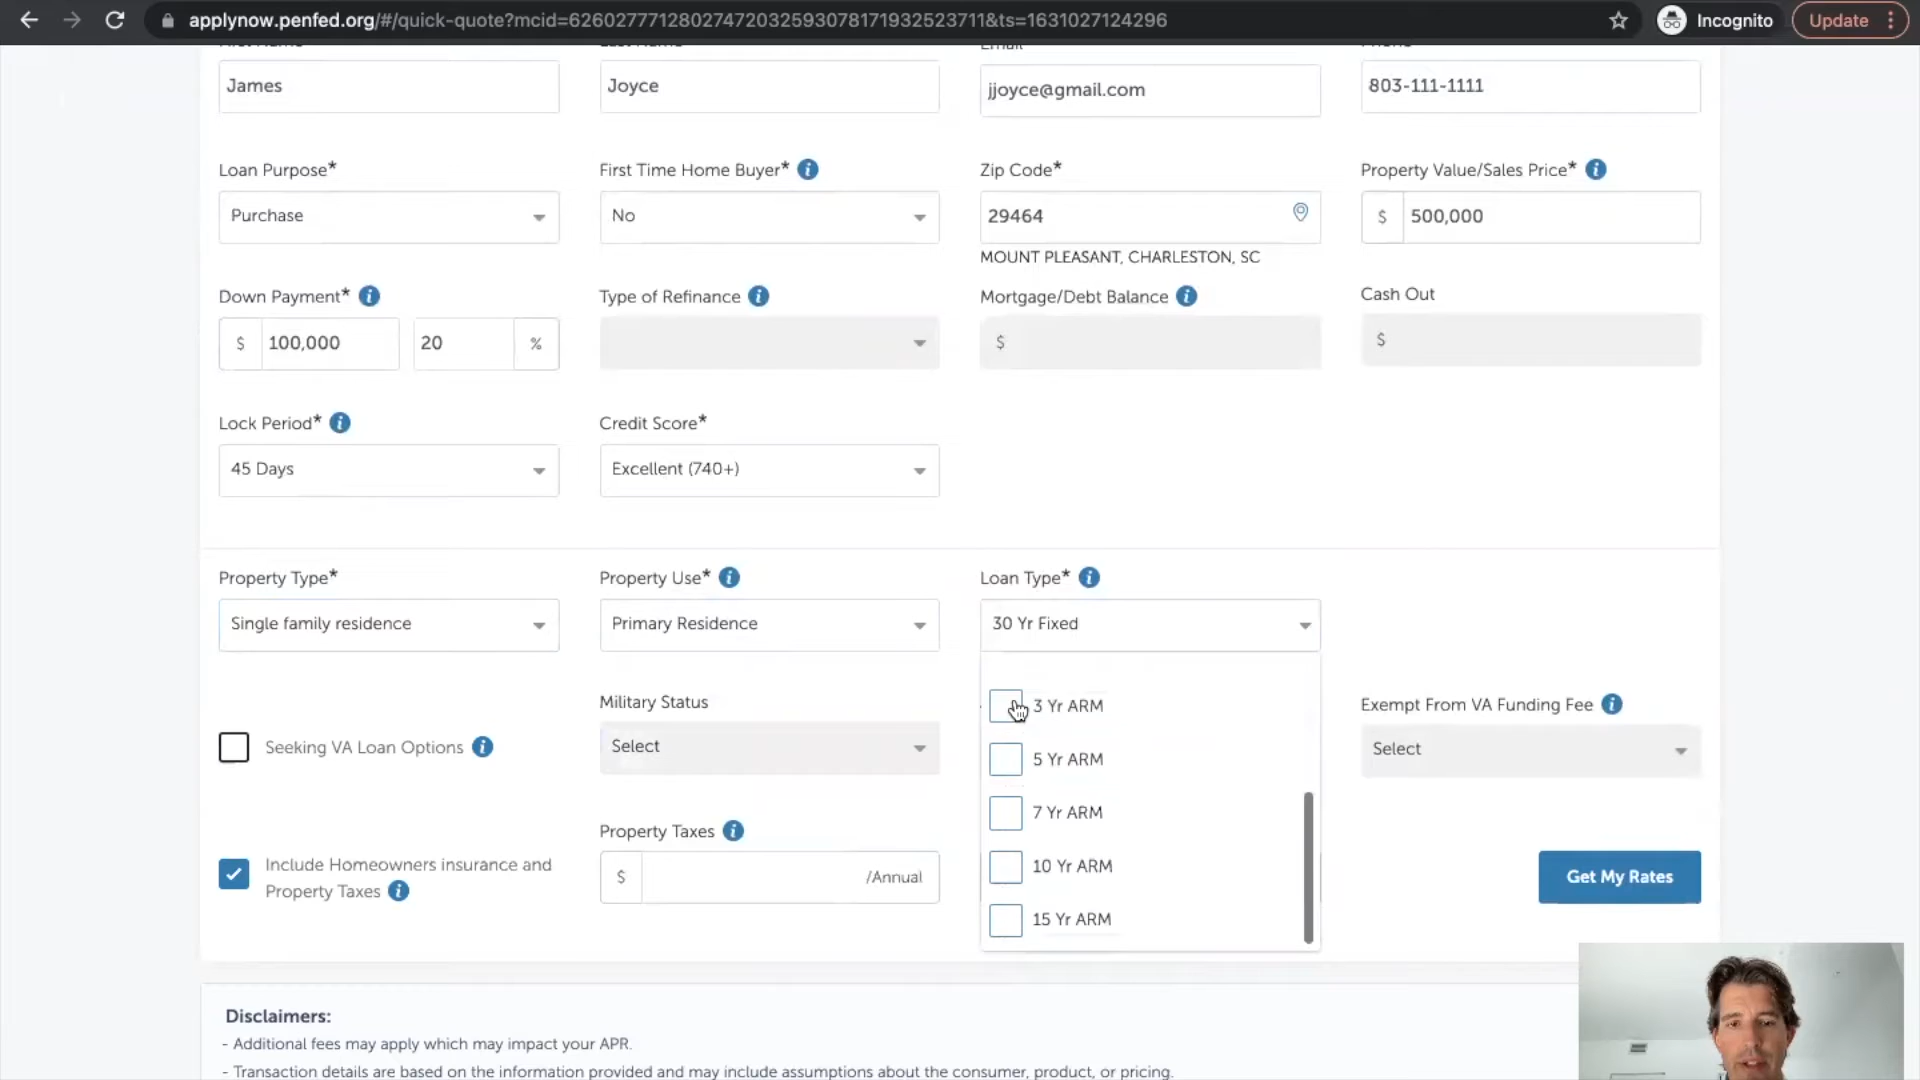 applynow.penfed.org/#/quick-quote?mcid=62602777128027472032593078171932523711&ts=1631027124296
Incognito
Update
Email
James
Joyce
jjoyce@gmail.com
803-111-1111
Loan Purpose*
First Time Home Buyer*
Zip Code*
Property Value/Sales Price*
Purchase
No
29464
$ 500,000
MOUNT PLEASANT, CHARLESTON, SC
Down Payment*
Type of Refinance
Mortgage/Debt Balance
Cash Out
$ 100,000
20 %
$
$
Lock Period*
Credit Score*
45 Days
Excellent (740+)
Property Type*
Property Use*
Loan Type*
Single family residence
Primary Residence
30 Yr Fixed
3 Yr ARM
5 Yr ARM
7 Yr ARM
10 Yr ARM
15 Yr ARM
Seeking VA Loan Options
Military Status
Select
Exempt From VA Funding Fee
Select
Include Homeowners insurance and
Property Taxes
Property Taxes
$ /Annual
Get My Rates
Disclaimers:
- Additional fees may apply which may impact your APR.
- Transaction details are based on the information provided and may include assumptions about the consumer, product, or pricing.